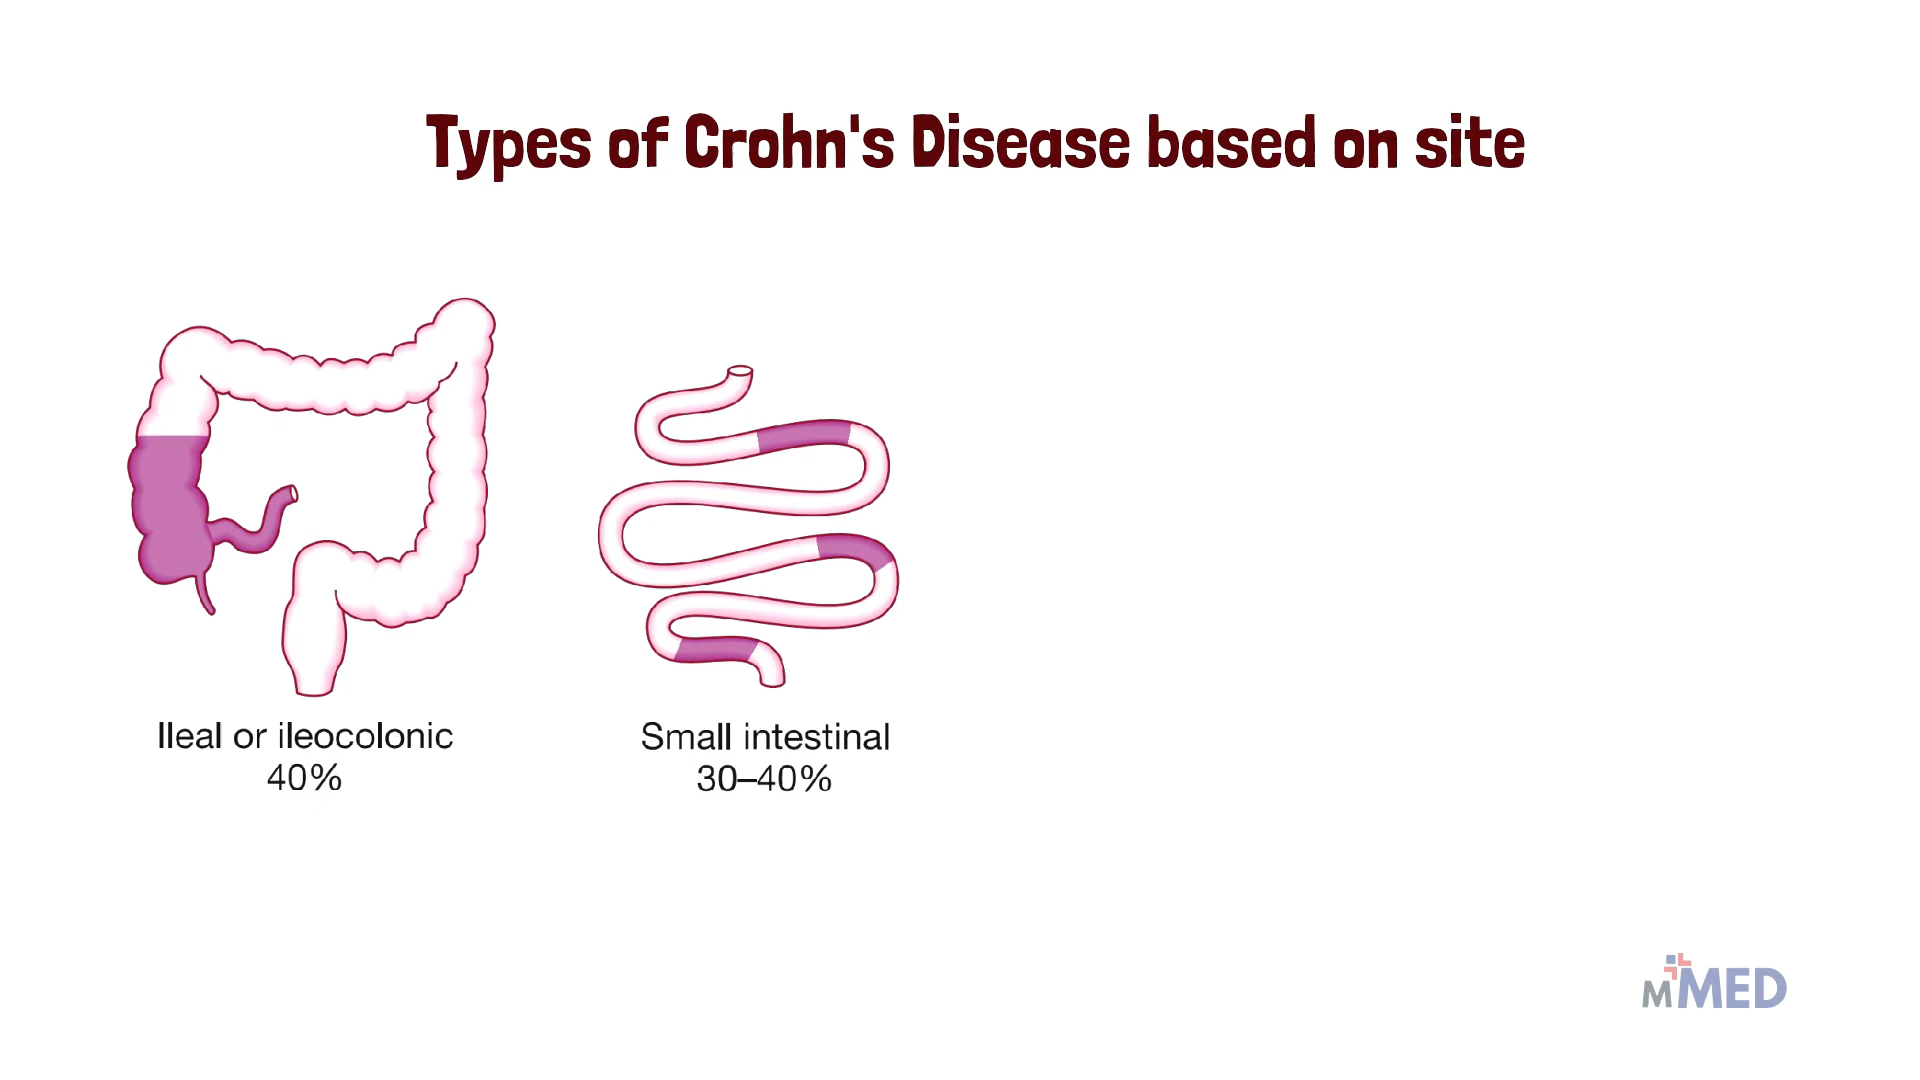 Types of Crohn's Disease based on site
Ileal or ileocolonic
40%
Small intestinal
30–40%
MMED